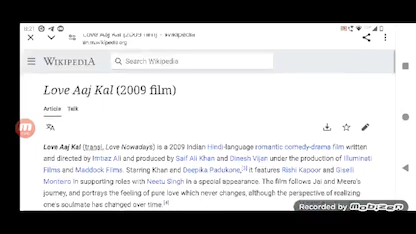 Love Aaj Kal (2009 film) - Wikipedia
en.m.wikipedia.org
WIKIPEDIA
Search Wikipedia
Love Aaj Kal (2009 film)
Article Talk
Love Aaj Kal (transl. Love Nowadays) is a 2009 Indian Hindi-language romantic comedy-drama film written
and directed by Imtiaz Ali and produced by Saif Ali Khan and Dinesh Vijan under the production of Illuminati
Films and Maddock Films. Starring Khan and Deepika Padukone, it features Rishi Kapoor and Giselli
Monteiro in supporting roles with Neetu Singh in a special appearance. The film follows Jai and Meera's
journey, and portrays the feeling of pure love which never changes, although the perspective of realizing
one's soulmate has changed over time.
Recorded by
Mobizen